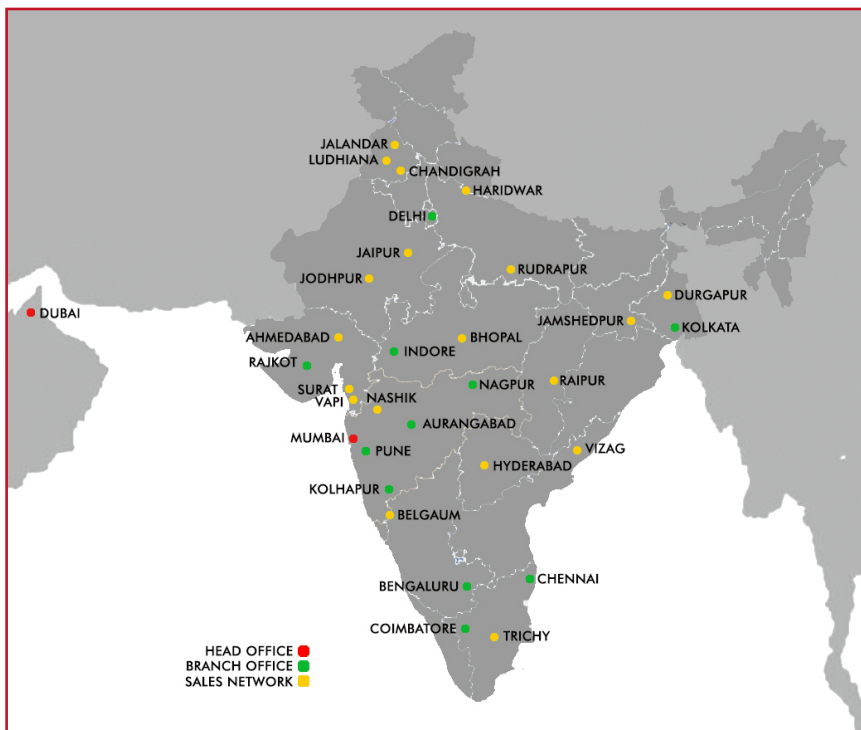 JALANDAR
LUDHIANA
CHANDIGRAH
HARIDWAR
DELHI
JAIPUR
RUDRAPUR
JODHPUR
DURGAPUR
DUBAI
JAMSHEDPUR
KOLKATA
AHMEDABAD
BHOPAL
INDORE
RAJKOT
NAGPUR
RAIPUR
SURAT
VAPI
NASHIK
AURANGABAD
MUMBAI
PUNE
VIZAG
HYDERABAD
KOLHAPUR
BELGAUM
CHENNAI
BENGALURU
COIMBATORE
TRICHY
HEAD OFFICE
BRANCH OFFICE
SALES NETWORK